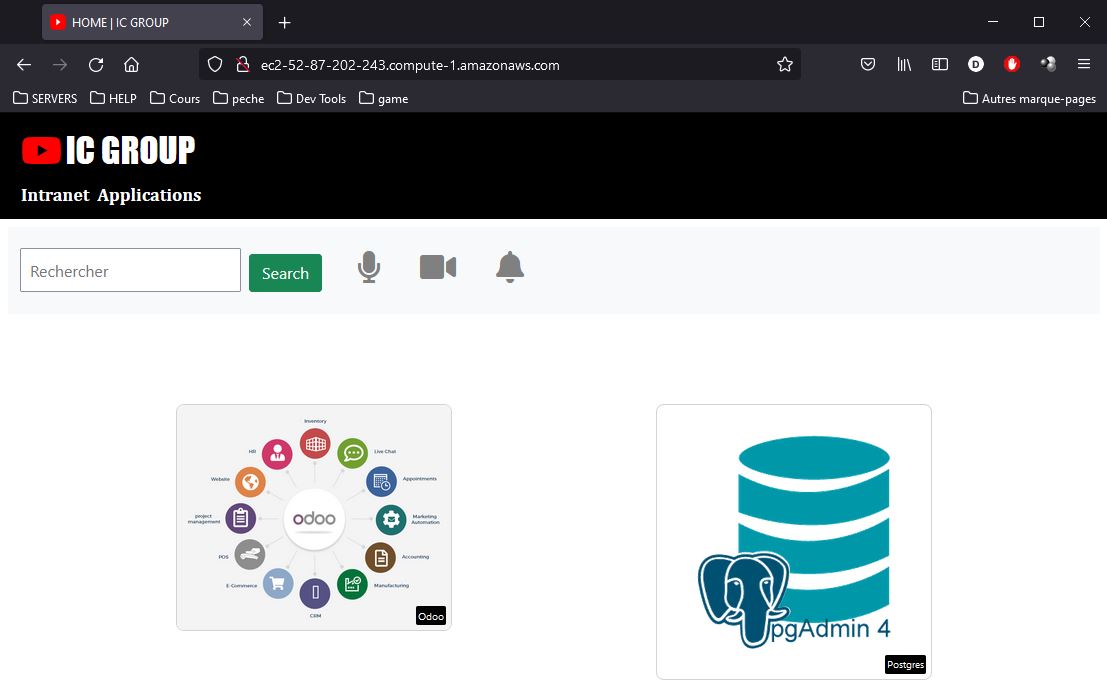 HOME | IC GROUP
ec2-52-87-202-243.compute-1.amazonaws.com
SERVERS HELP Cours peche Dev Tools game Autres marque-pages
IC GROUP
Intranet Applications
Rechercher
Search
Inventory
HR
Live Chat
Website
Appointments
project
management
odoo
Marketing
Automation
POS
Accounting
E-Commerce
Manufacturing
CRM
Odoo
pgAdmin 4
Postgres